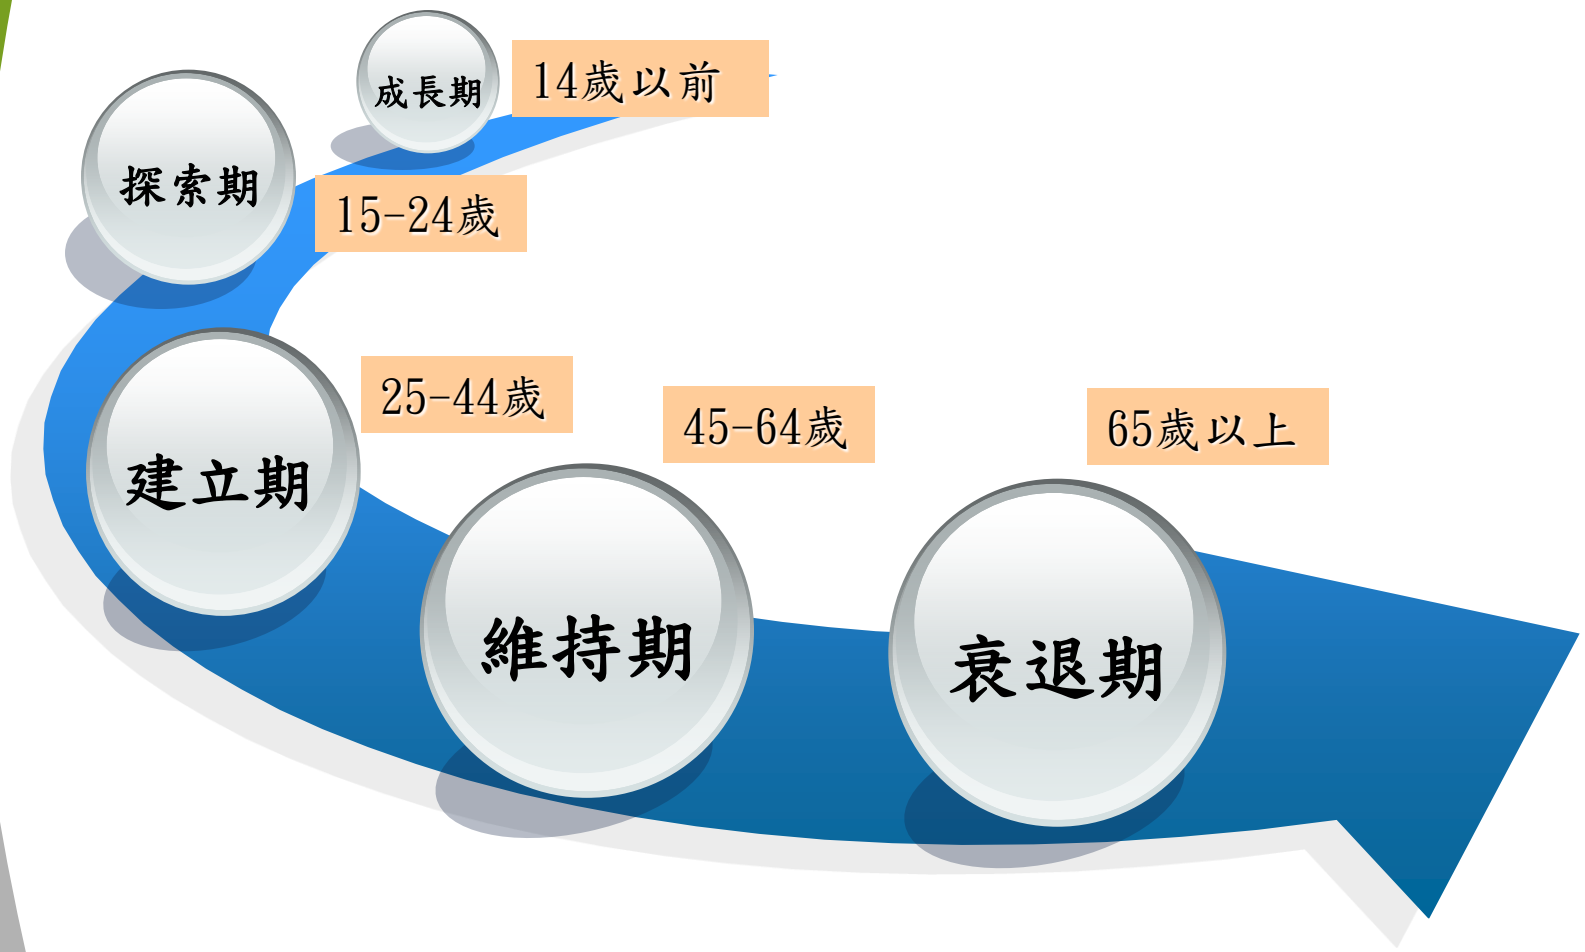 成長期
14歲以前
探索期
15-24歲
建立期
25-44歲
維持期
45-64歲
衰退期
65歲以上